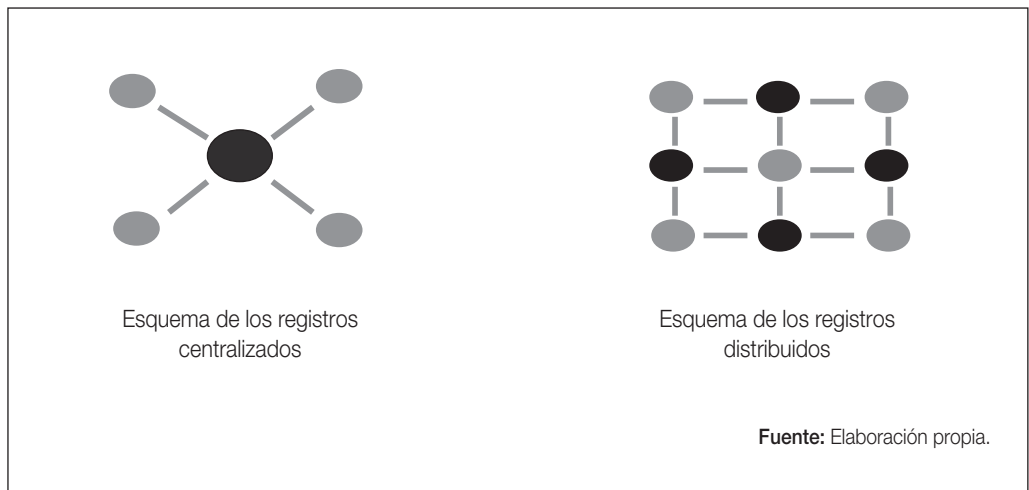 Esquema de los registros
centralizados
Esquema de los registros
distribuidos
Fuente: Elaboración propia.